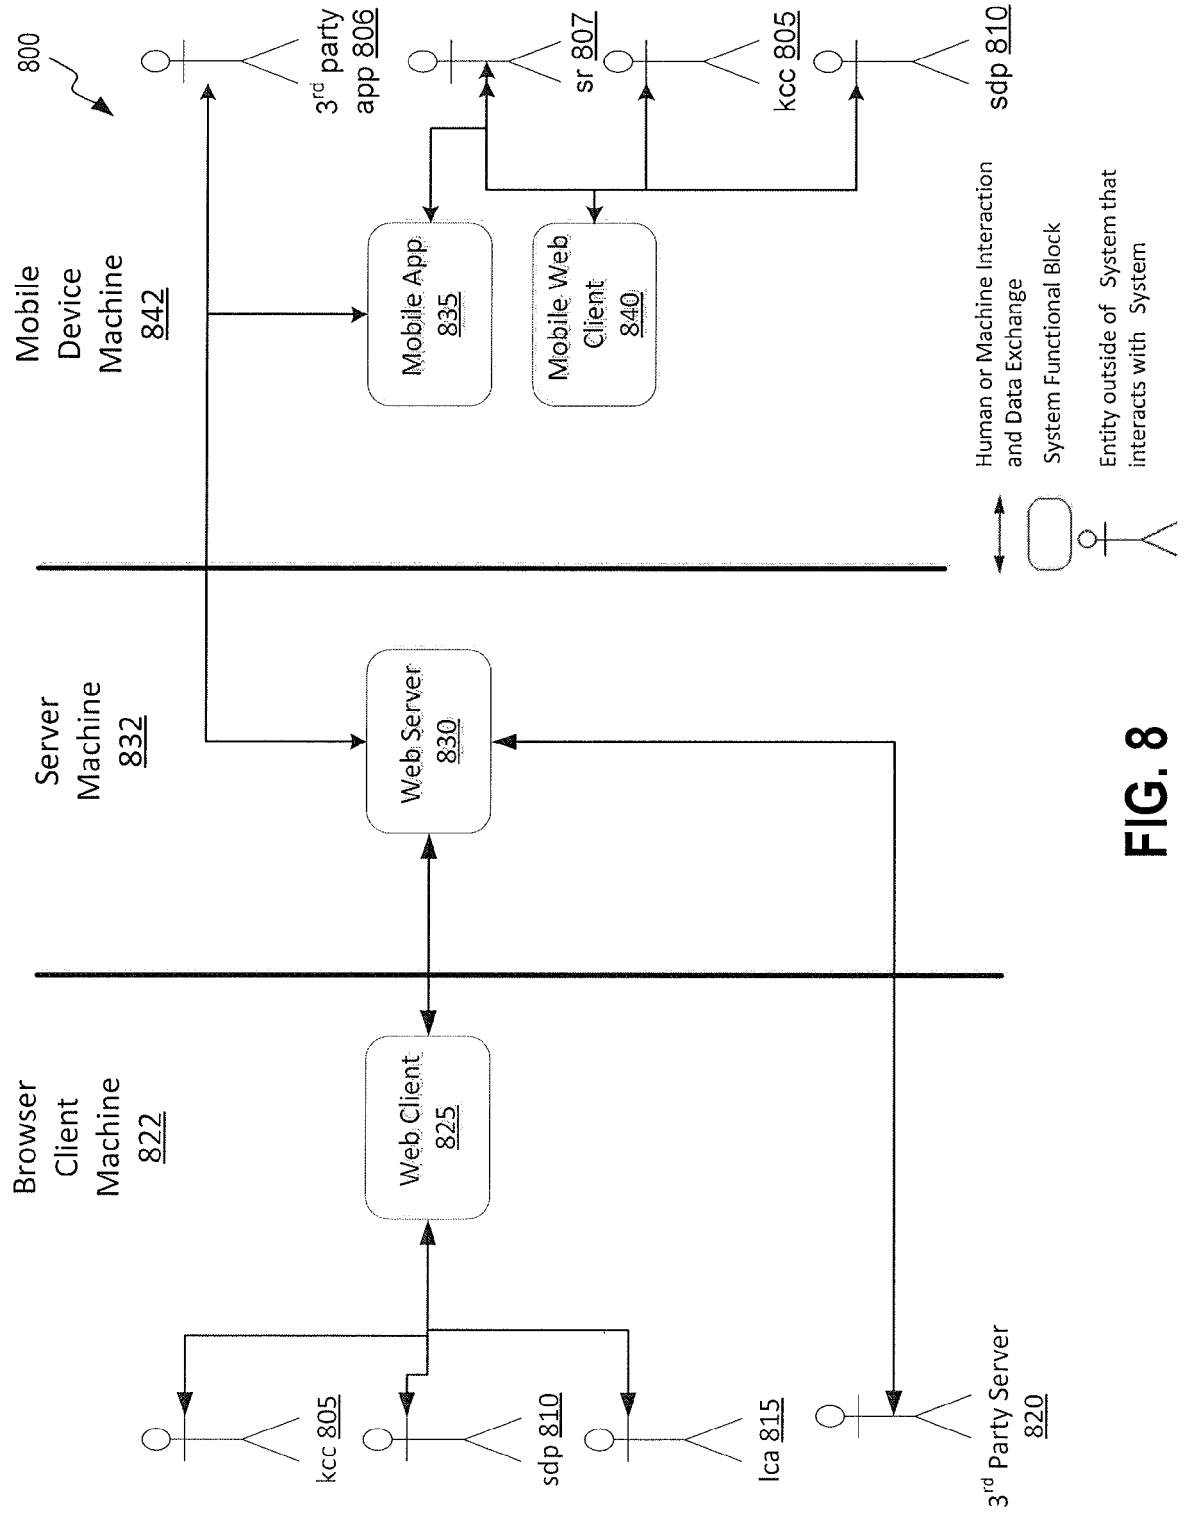 800
Browser
Client
Machine
822
Server
Machine
832
Mobile
Device
Machine
842
kcc 805
sdp 810
lca 815
3rd Party Server
820
Web Client
825
Web Server
830
Mobile App
835
Mobile Web
Client
840
3rd party
app 806
sr 807
kcc 805
sdp 810
Human or Machine Interaction
and Data Exchange
System Functional Block
Entity outside of System that
interacts with System
FIG. 8